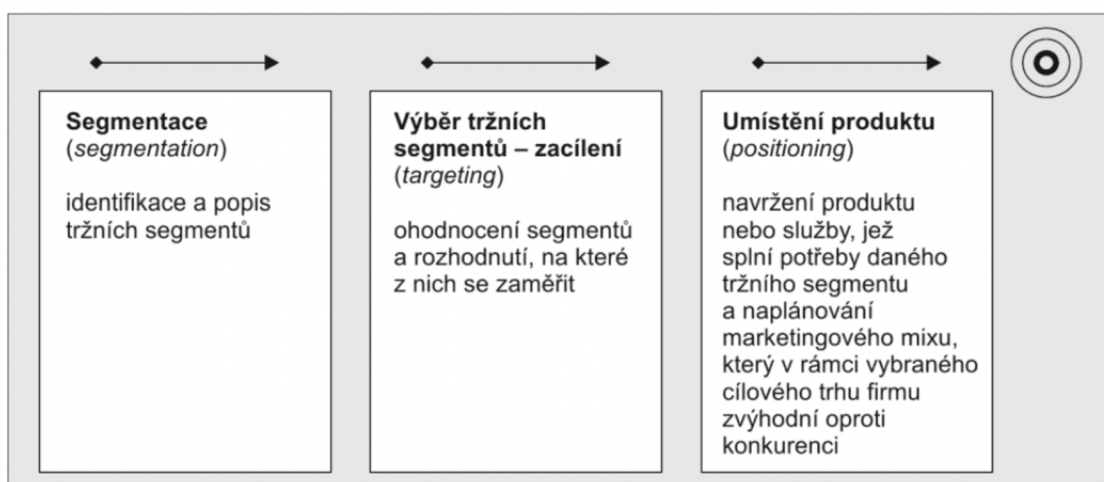 Segmentace
(segmentation)
identifikace a popis
tržních segmentů
Výběr tržních
segmentů – zacílení
(targeting)
ohodnocení segmentů
a rozhodnutí, na které
z nich se zaměřit
Umístění produktu
(positioning)
navržení produktu
nebo služby, jež
splní potřeby daného
tržního segmentu
a naplánování
marketingového mixu,
který v rámci vybraného
cílového trhu firmu
zvýhodní oproti
konkurenci